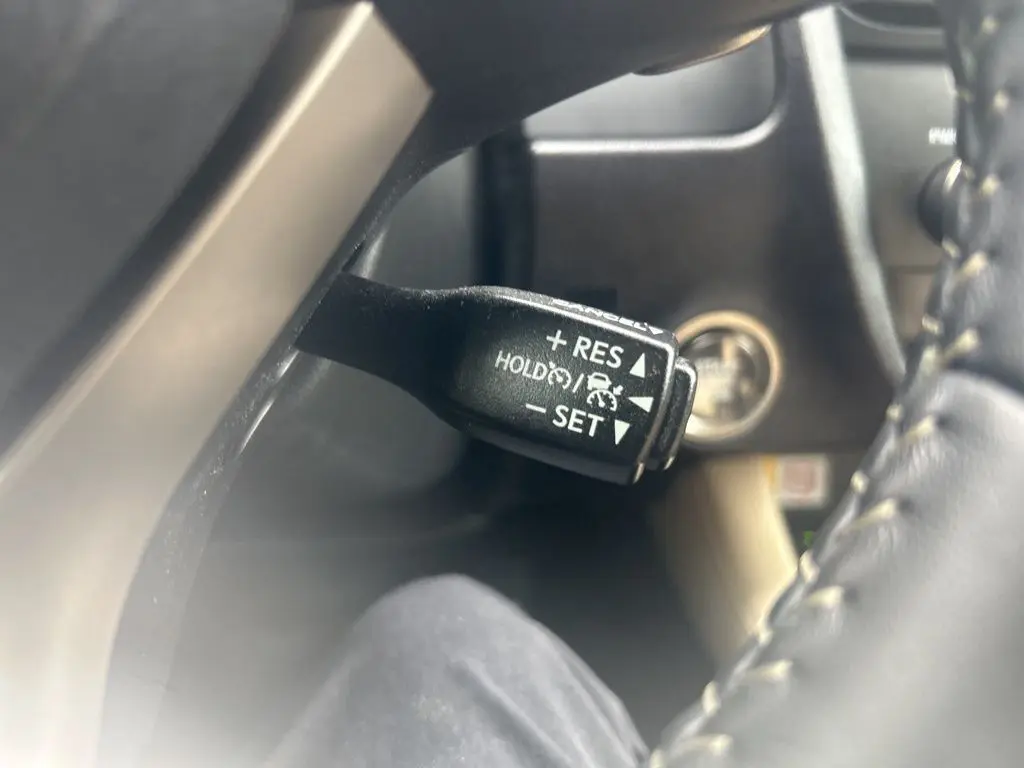 CANCEL
+ RES ▲
HOLD /
- SET ▼